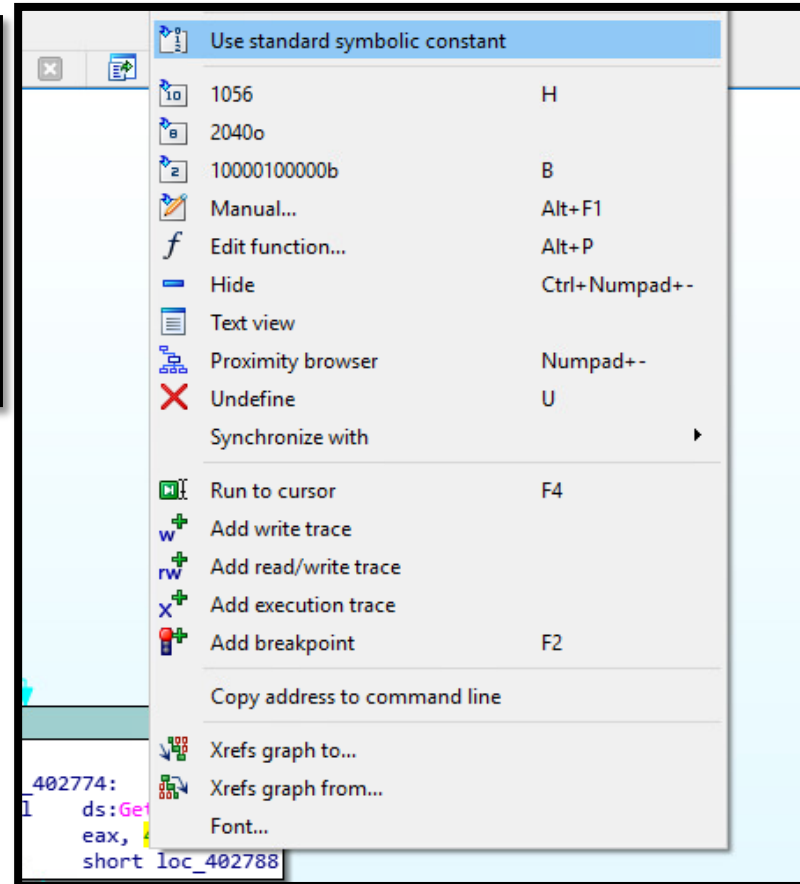 Use standard symbolic constant
1056 H
2040o
10000100000b B
Manual... Alt+F1
Edit function... Alt+P
Hide Ctrl+Numpad+-
Text view
Proximity browser Numpad+-
Undefine U
Synchronize with
Run to cursor F4
Add write trace
Add read/write trace
Add execution trace
Add breakpoint F2
Copy address to command line
Xrefs graph to...
Xrefs graph from...
Font...
_402774:
l ds:Get
eax, 4
short loc_402788